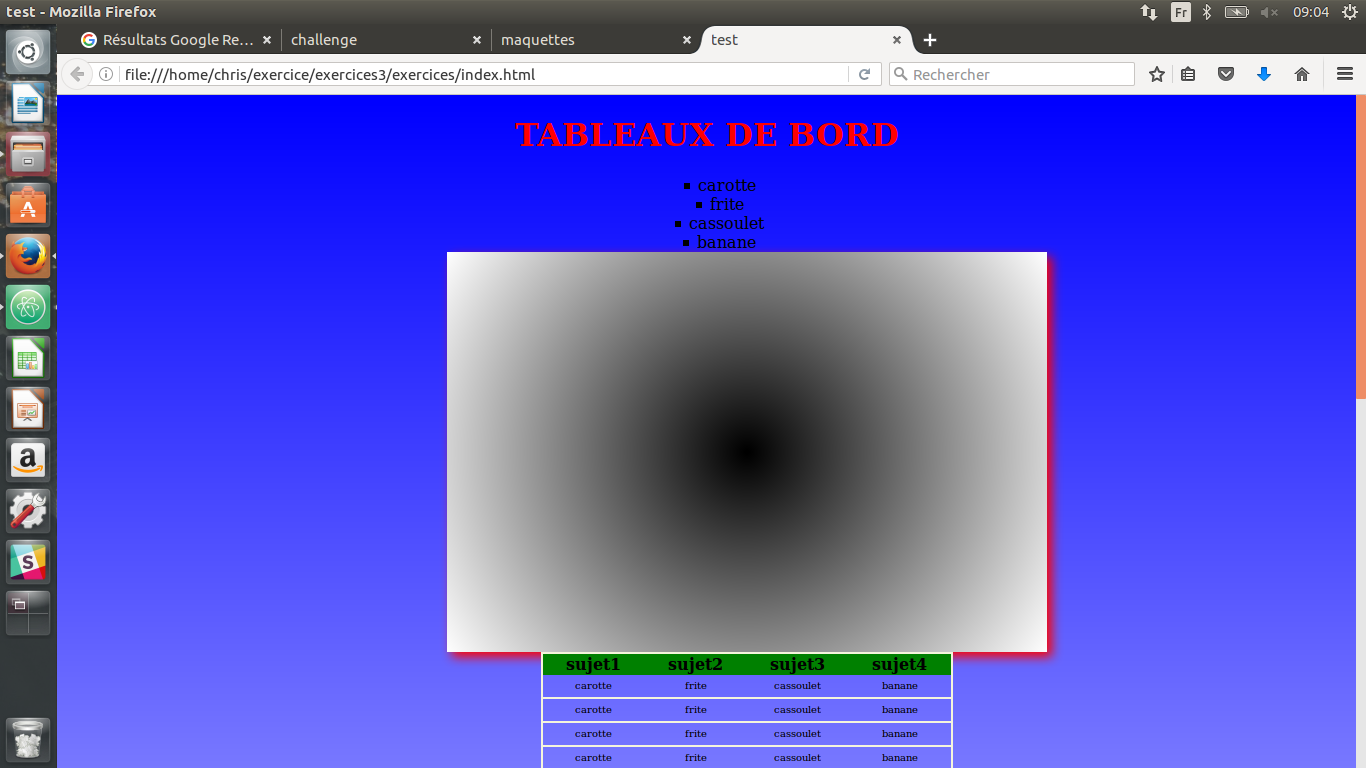 test - Mozilla Firefox
Fr
09:04
Résultats Google Re...
challenge
maquettes
test
file:///home/chris/exercice/exercices3/exercices/index.html
Rechercher
TABLEAUX DE BORD
carotte
frite
cassoulet
banane
sujet1 sujet2 sujet3 sujet4
carotte frite cassoulet banane
carotte frite cassoulet banane
carotte frite cassoulet banane
carotte frite cassoulet banane